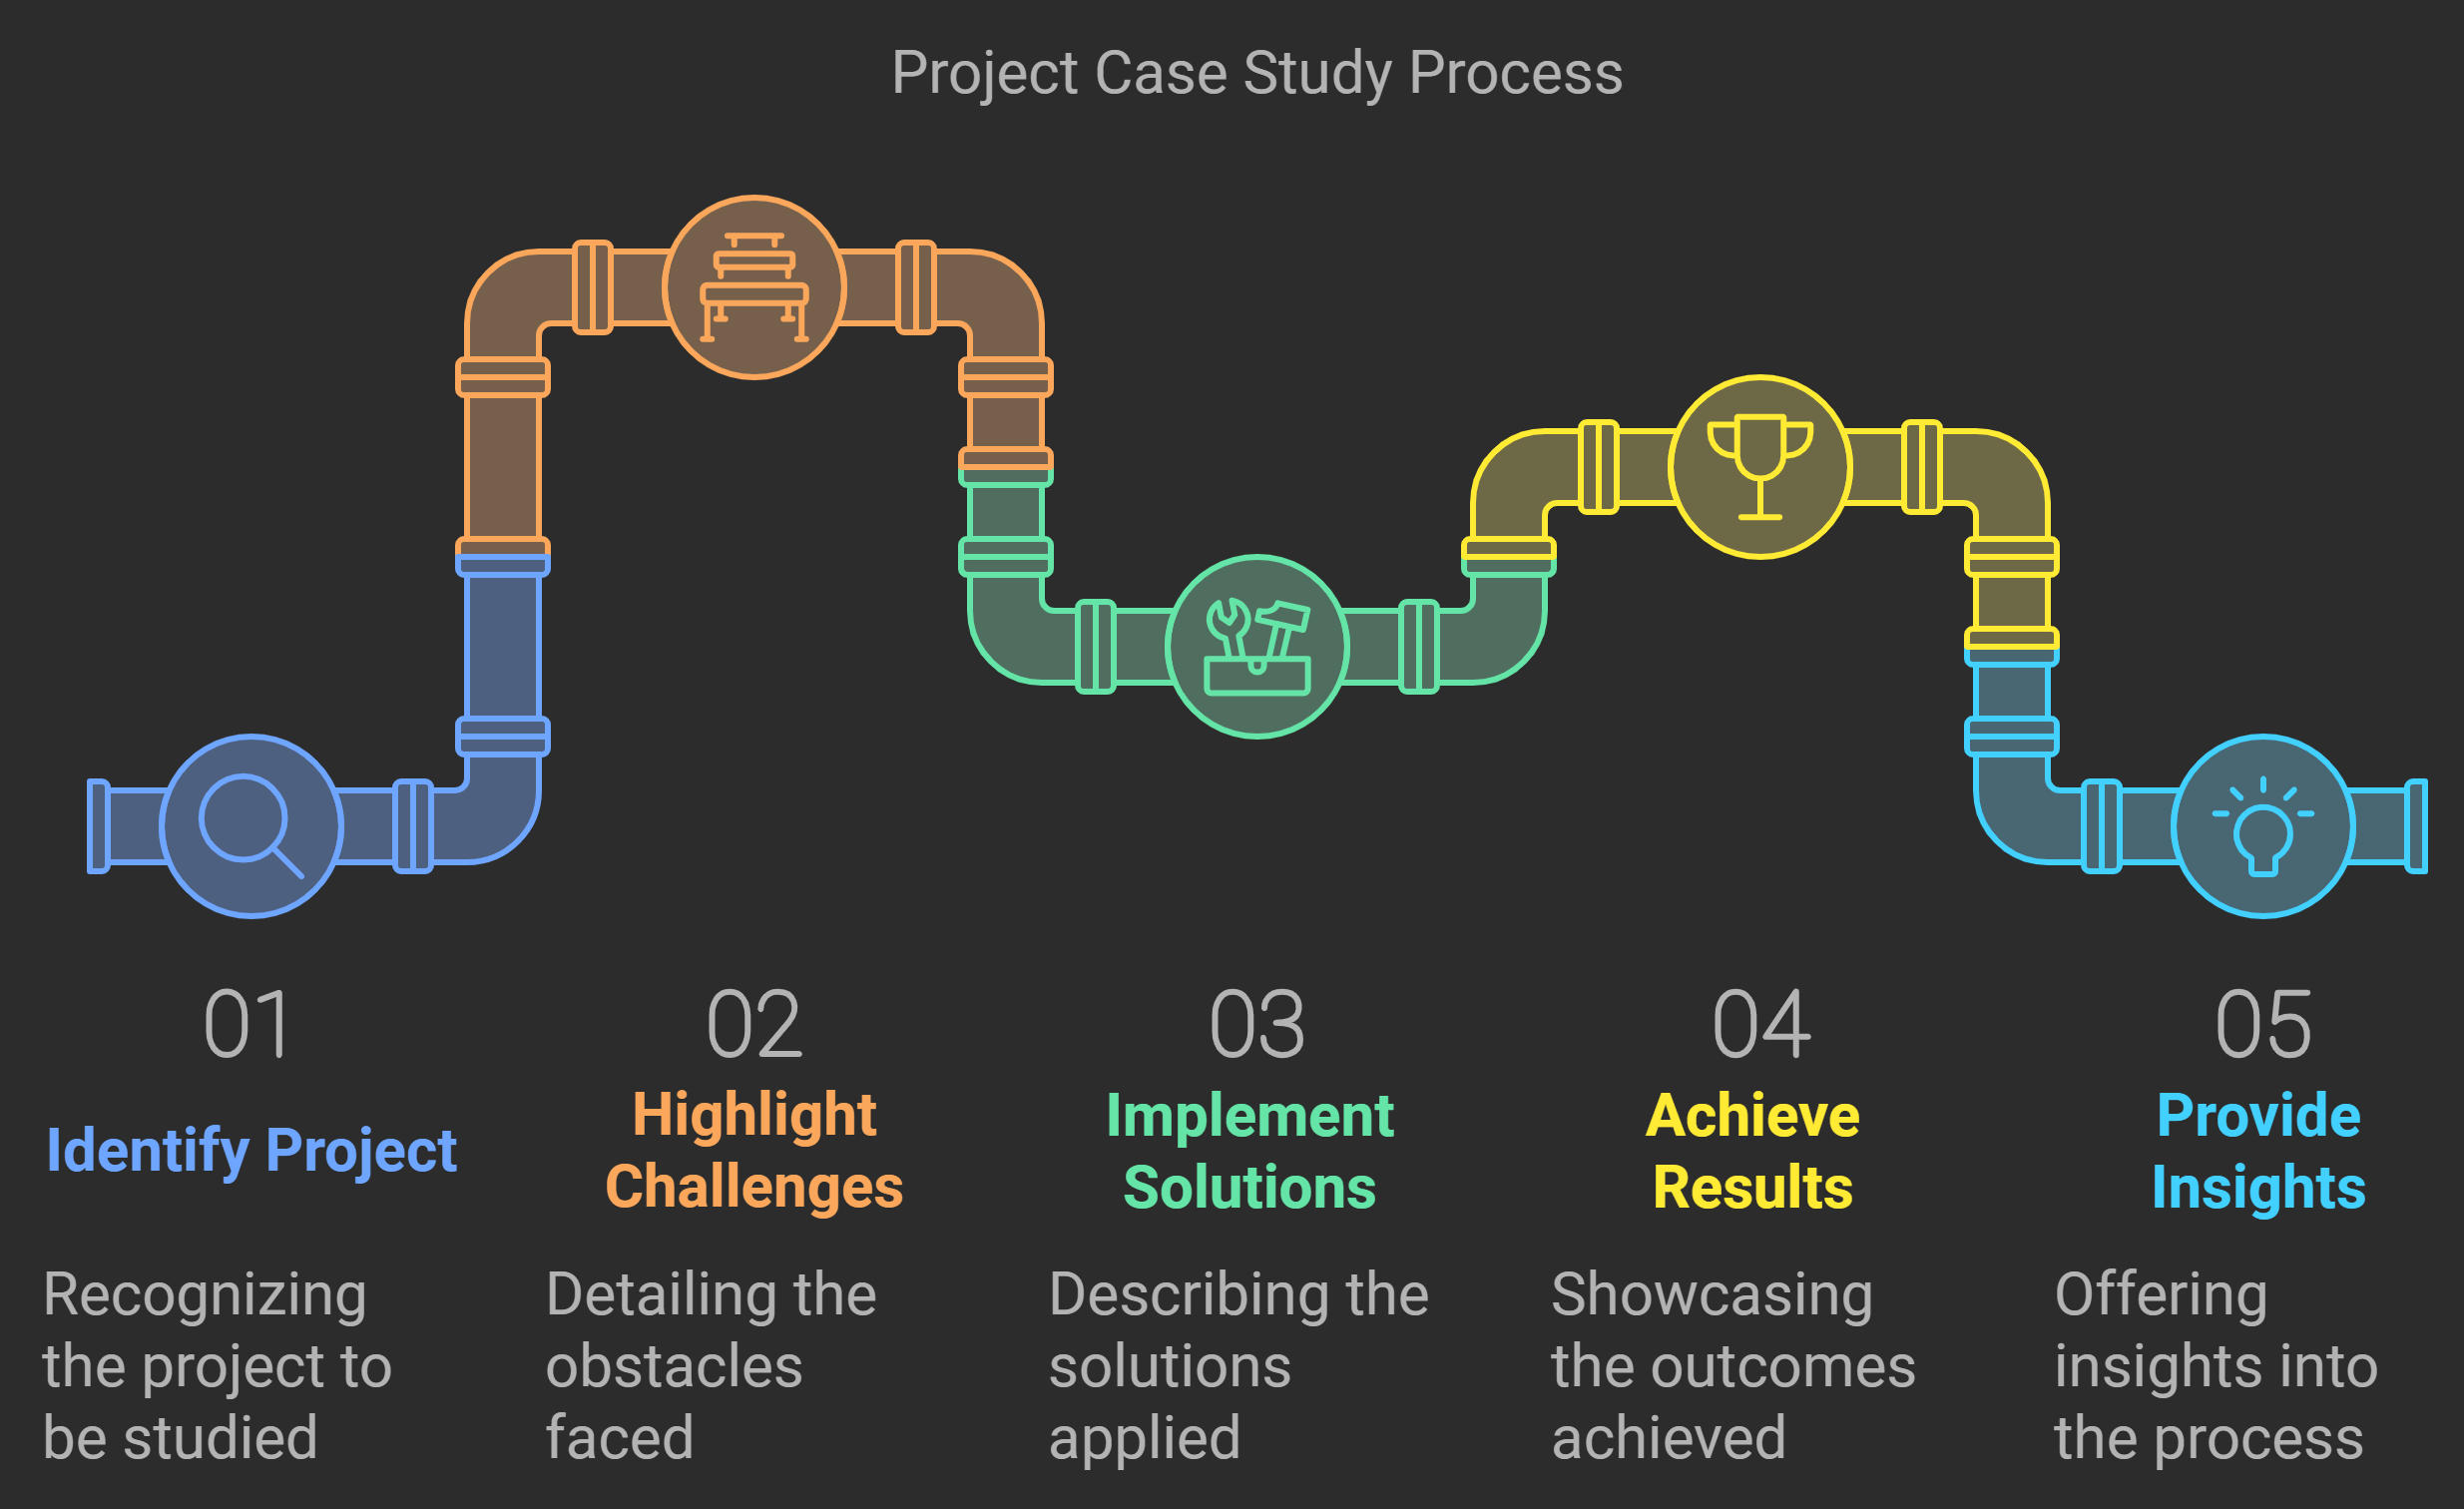 Project Case Study Process
01
Identify Project
Recognizing
the project to
be studied
02
Highlight
Challenges
Detailing the
obstacles
faced
03
Implement
Solutions
Describing the
solutions
applied
04
Achieve
Results
Showcasing
the outcomes
achieved
05
Provide
Insights
Offering
insights into
the process